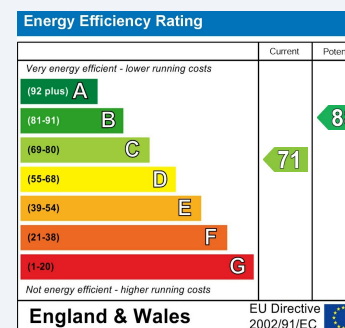 Energy Efficiency Rating
Current
Very energy efficient - lower running costs
(92 plus) A
(81-91) B
(69-80) C
71
(55-68) D
(39-54) E
(21-38) F
(1-20) G
Not energy efficient - higher running costs
England & Wales
EU Directive
2002/91/EC